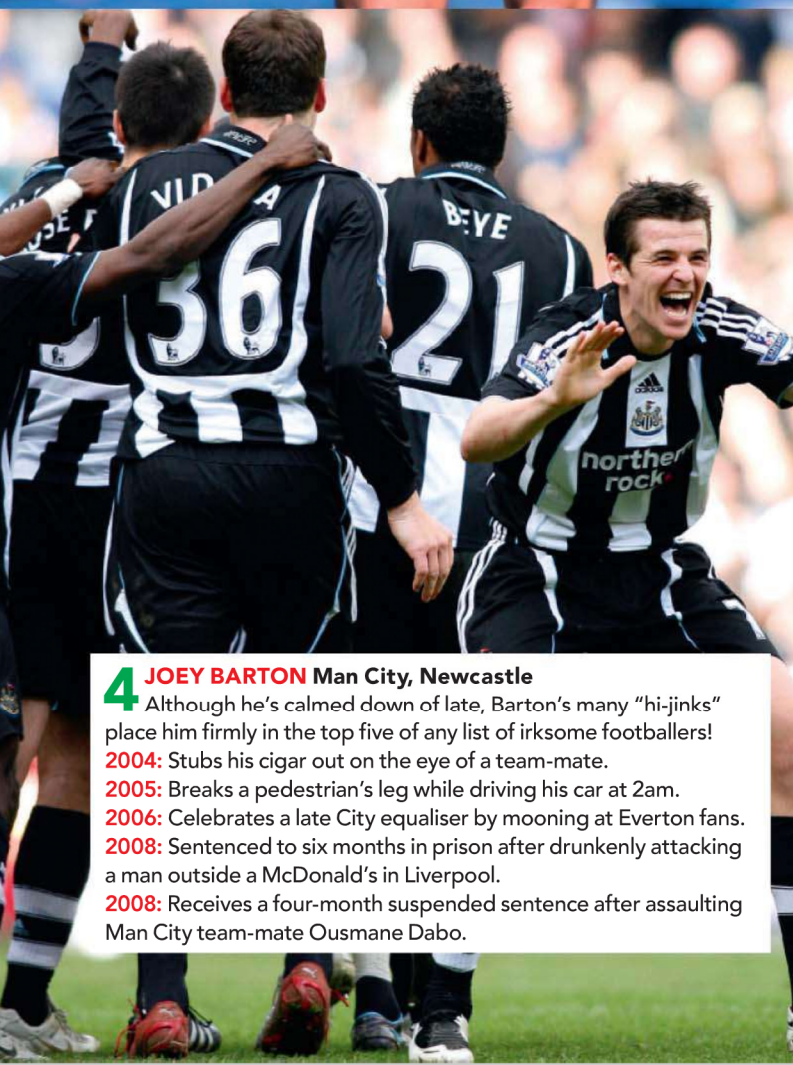 VID A
36
BEYE
21
adidas
northern
rock
4 JOEY BARTON Man City, Newcastle
Although he's calmed down of late, Barton's many "hi-jinks"
place him firmly in the top five of any list of irksome footballers!
2004: Stubs his cigar out on the eye of a team-mate.
2005: Breaks a pedestrian's leg while driving his car at 2am.
2006: Celebrates a late City equaliser by mooning at Everton fans.
2008: Sentenced to six months in prison after drunkenly attacking
a man outside a McDonald's in Liverpool.
2008: Receives a four-month suspended sentence after assaulting
Man City team-mate Ousmane Dabo.